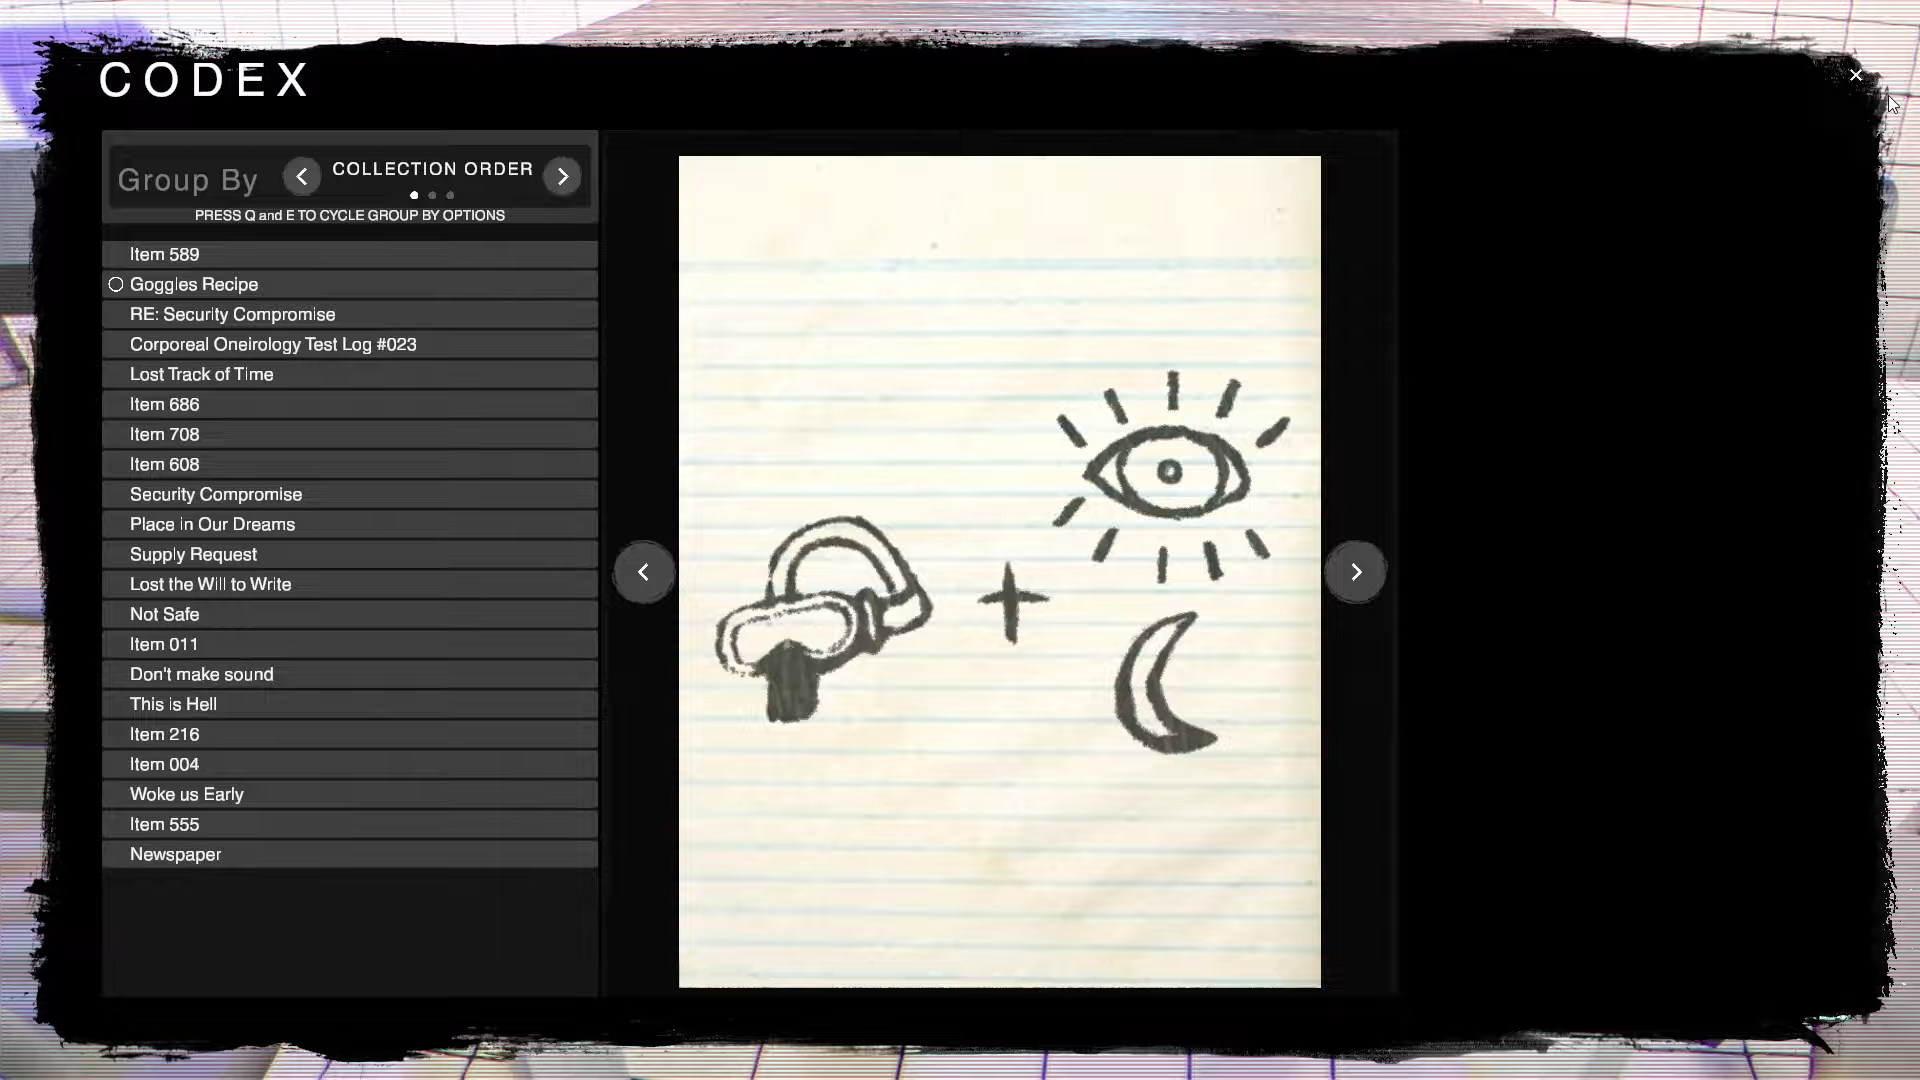 CODEX
Group By
COLLECTION ORDER
PRESS Q and E TO CYCLE GROUP BY OPTIONS
Item 589
Goggles Recipe
RE: Security Compromise
Corporeal Oneirology Test Log #023
Lost Track of Time
Item 686
Item 708
Item 608
Security Compromise
Place in Our Dreams
Supply Request
Lost the Will to Write
Not Safe
Item 011
Don't make sound
This is Hell
Item 216
Item 004
Woke us Early
Item 555
Newspaper